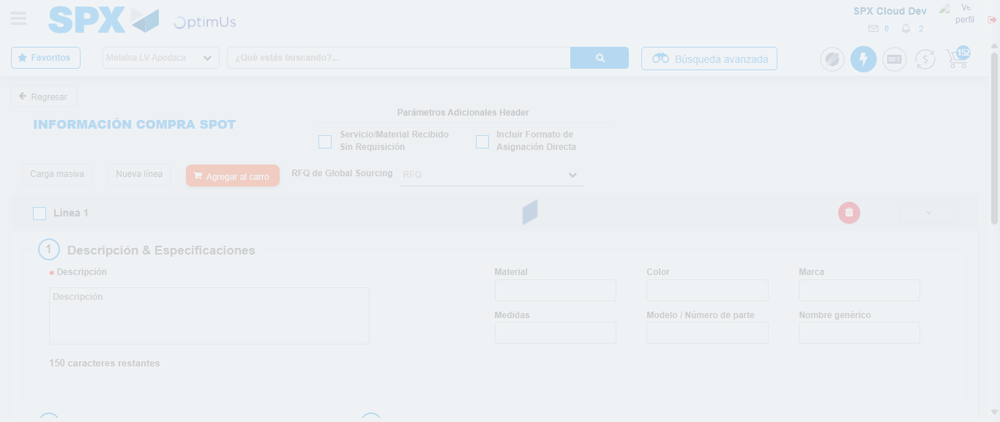 SPX OptimUs
SPX Cloud Dev
perfil
0 2
Favoritos
Metalsa LV Apodaca
¿Qué estás buscando?...
Búsqueda avanzada
152
Regresar
INFORMACIÓN COMPRA SPOT
Parámetros Adicionales Header
Servicio/Material Recibido
Sin Requisición
Incluir Formato de
Asignación Directa
Carga masiva
Nueva línea
Agregar al carro
RFQ de Global Sourcing
RFQ
Linea 1
1 Descripción & Especificaciones
* Descripción
Descripción
150 caracteres restantes
Material
Color
Marca
Medidas
Modelo / Número de parte
Nombre genérico